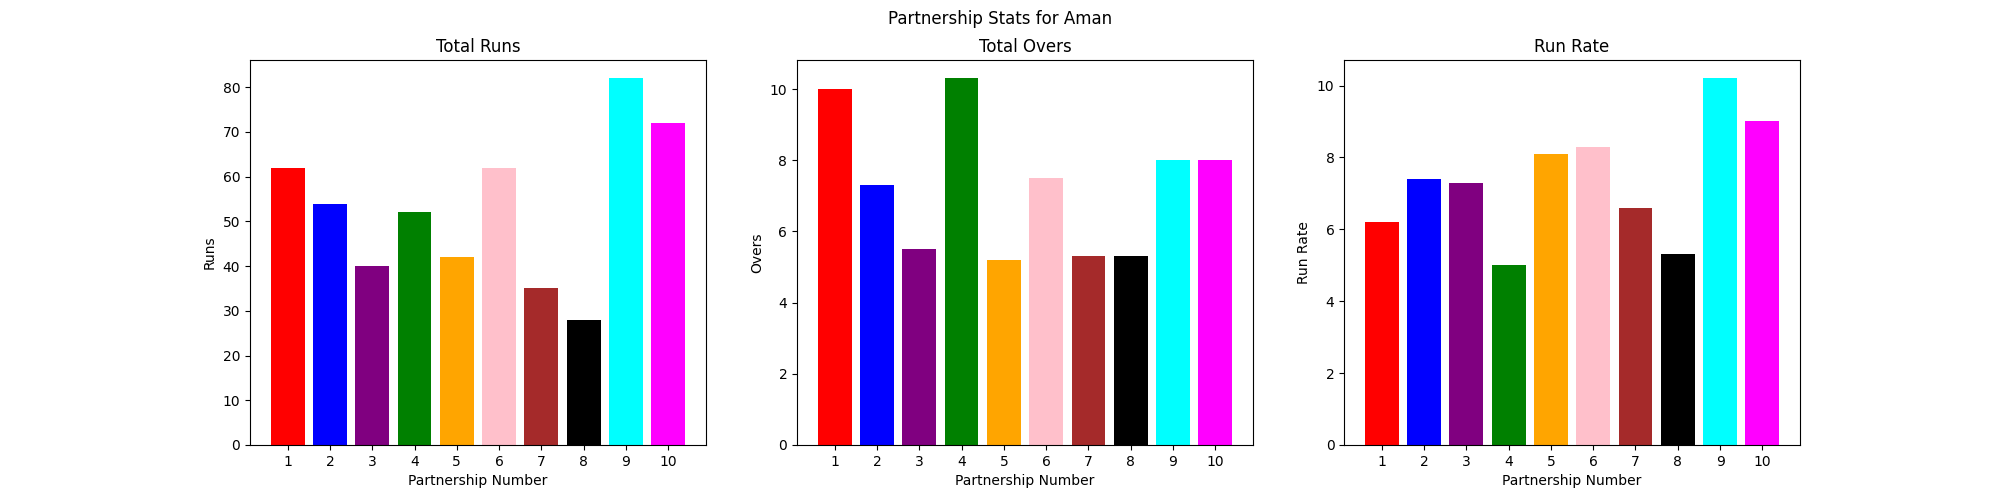 Partnership Stats for Aman
Total Runs
Runs
80
70
60
50
40
30
20
10
0
1 2 3 4 5 6 7 8 9 10
Partnership Number
Total Overs
Overs
10
8
6
4
2
0
1 2 3 4 5 6 7 8 9 10
Partnership Number
Run Rate
Run Rate
10
8
6
4
2
0
1 2 3 4 5 6 7 8 9 10
Partnership Number